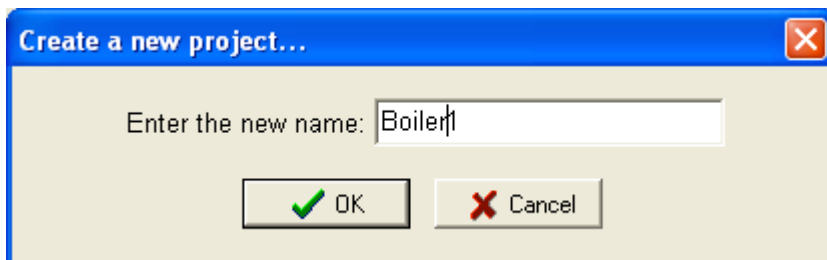 Create a new project...
Enter the new name: Boiler1
OK Cancel